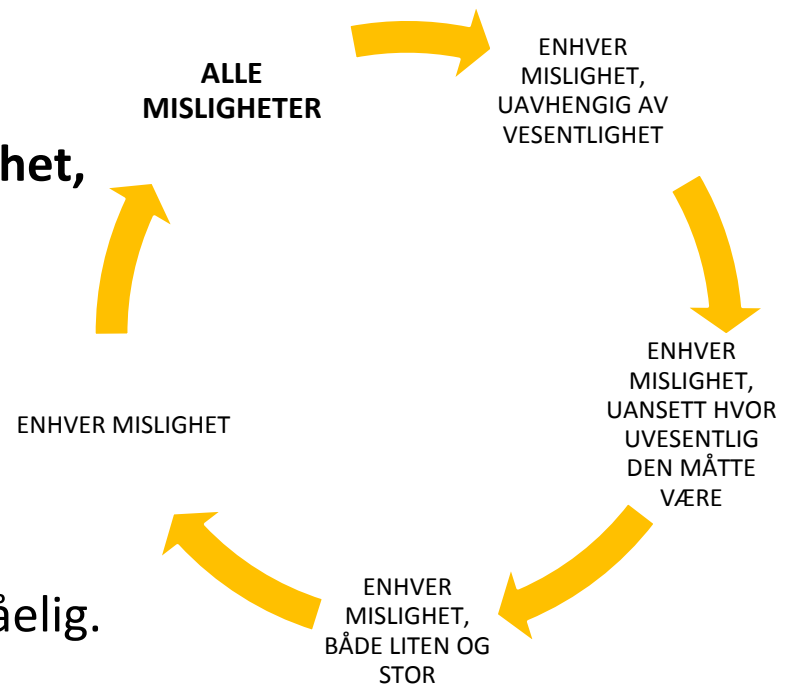 ALLE
MISLIGHETER
ENHVER
MISLIGHET,
UAVHENGIG AV
VESENTLIGHET
het,
ENHVER
MISLIGHET,
UANSETT HVOR
UVESENTLIG
DEN MÅTTE
VÆRE
ENHVER MISLIGHET
ENHVER
MISLIGHET,
BÅDE LITEN OG
STOR
åelig.